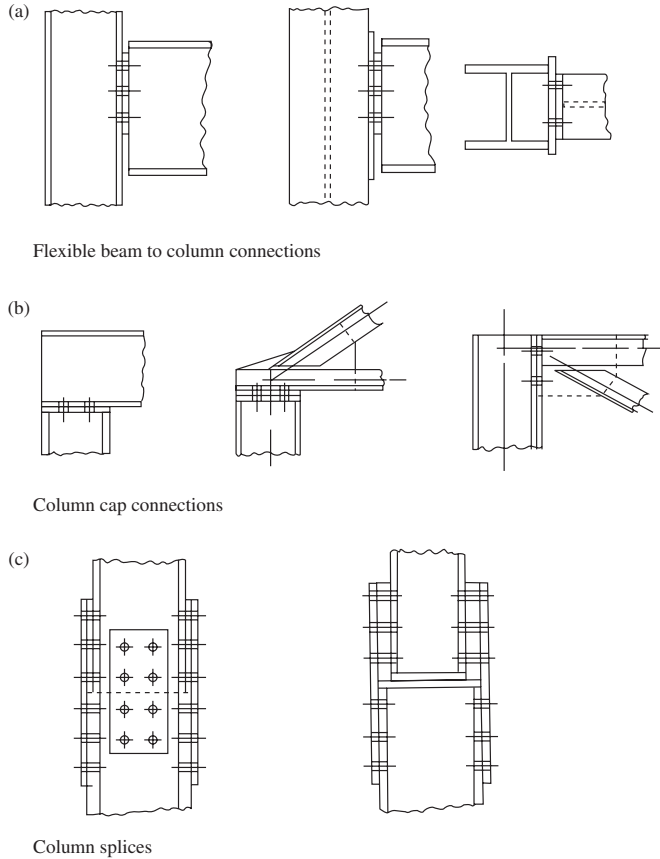 (a)
Flexible beam to column connections
(b)
Column cap connections
(c)
Column splices